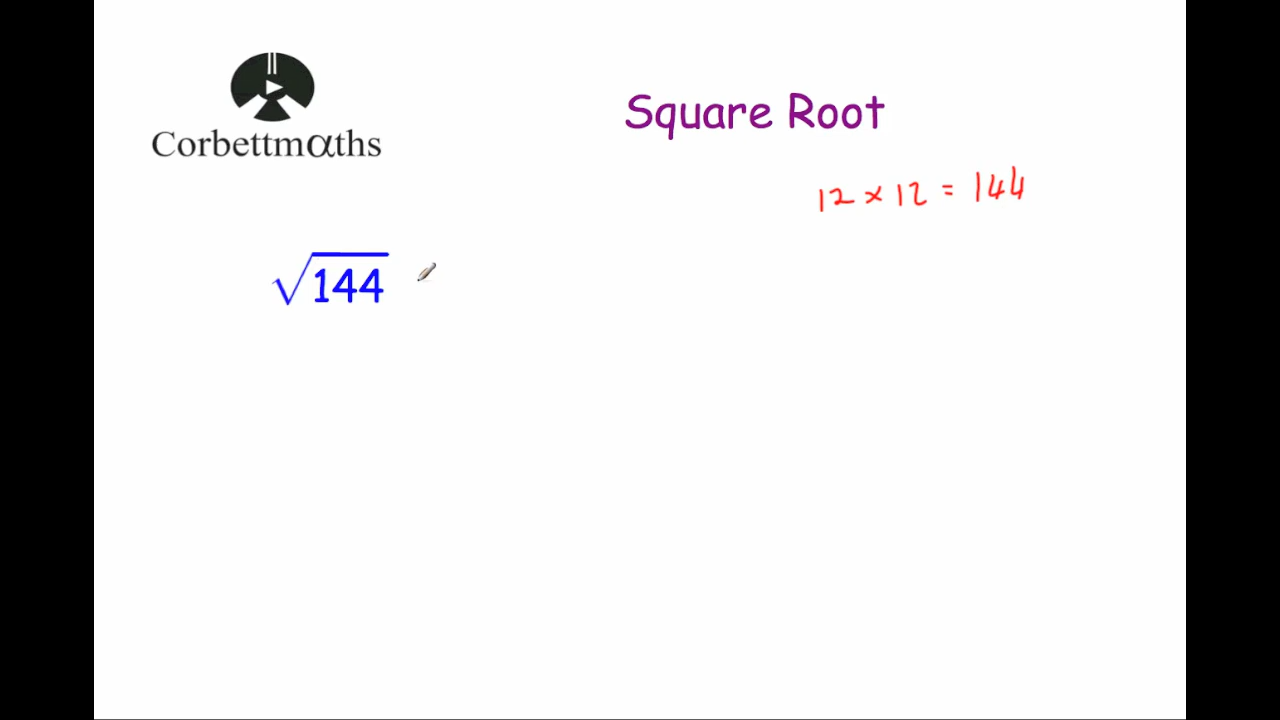 Corbettmαths
Square Root
12 × 12 = 144
√144